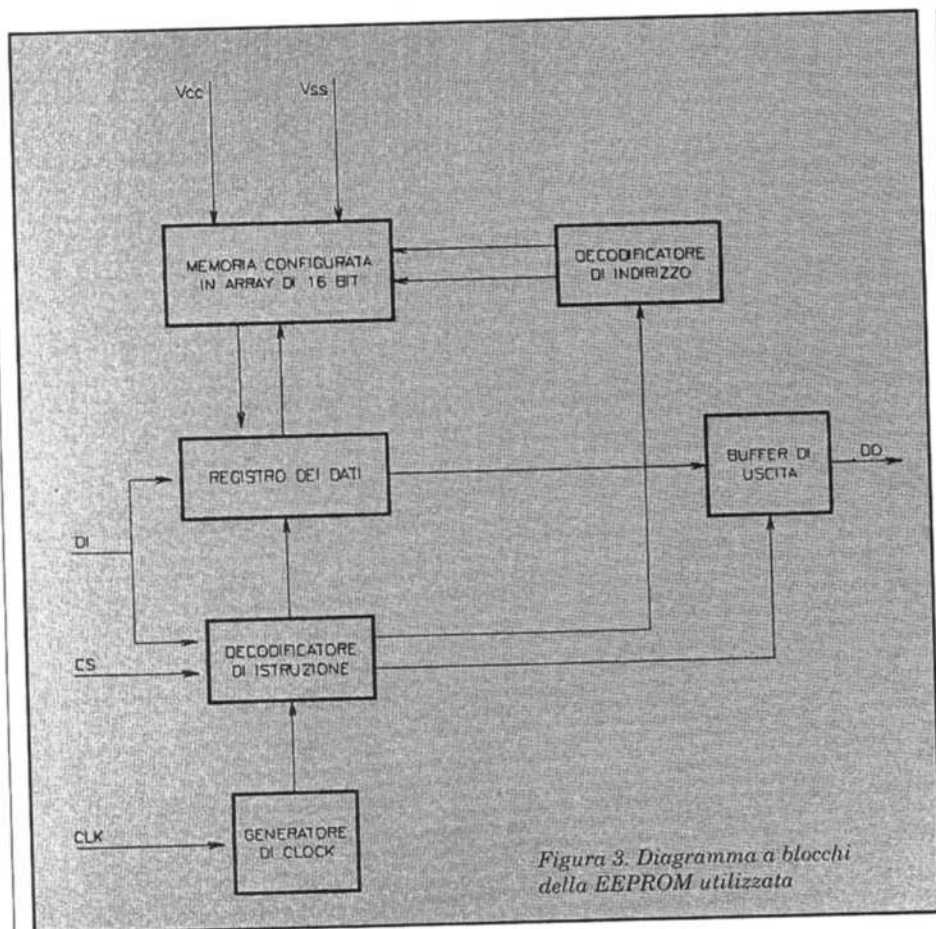 Vcc
Vss
MEMORIA CONFIGURATA
IN ARRAY DI 16 BIT
DECODIFICATORE
DI INDIRIZZO
REGISTRO DEI DATI
BUFFER DI
USCITA
DO
DI
CS
DECODIFICATORE
DI ISTRUZIONE
CLK
GENERATORE
DI CLOCK
Figura 3. Diagramma a blocchi
della EEPROM utilizzata